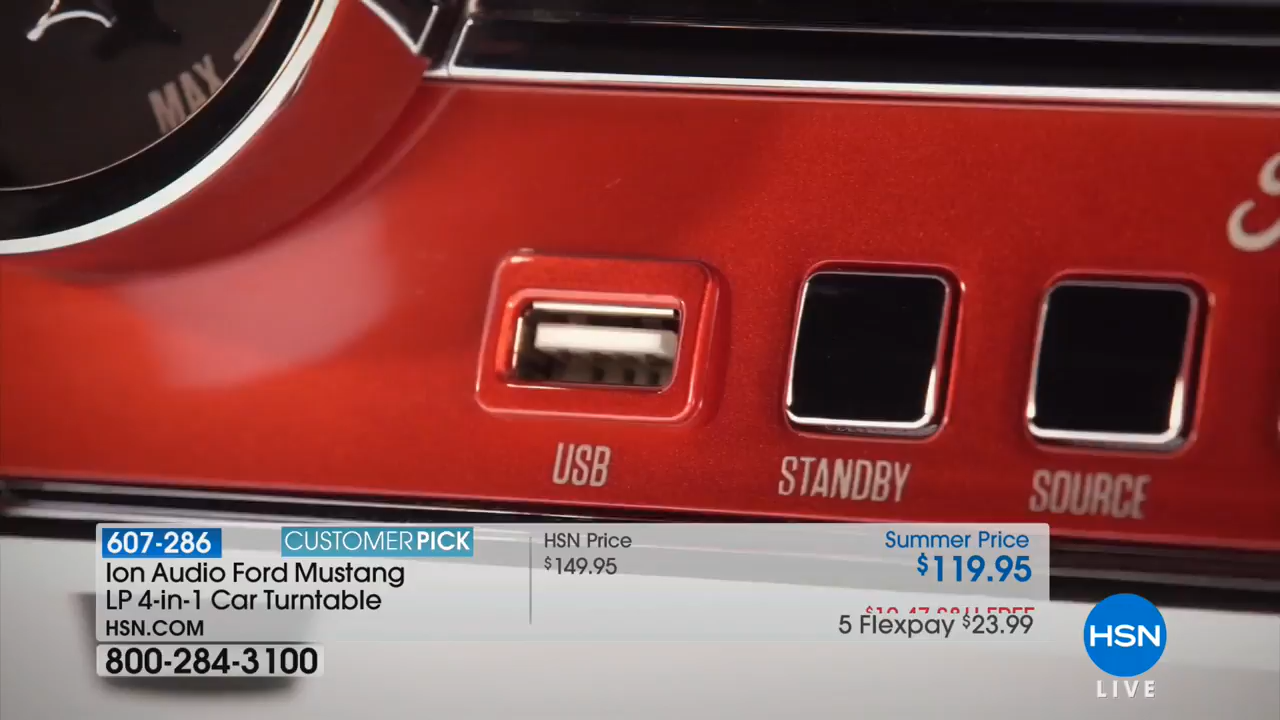 MAX
USB
STANDBY
SOURCE
607-286
CUSTOMERPICK
Ion Audio Ford Mustang
LP 4-in-1 Car Turntable
HSN.COM
800-284-3100
HSN Price
$149.95
Summer Price
$119.95
5 Flexpay $23.99
HSN
LIVE